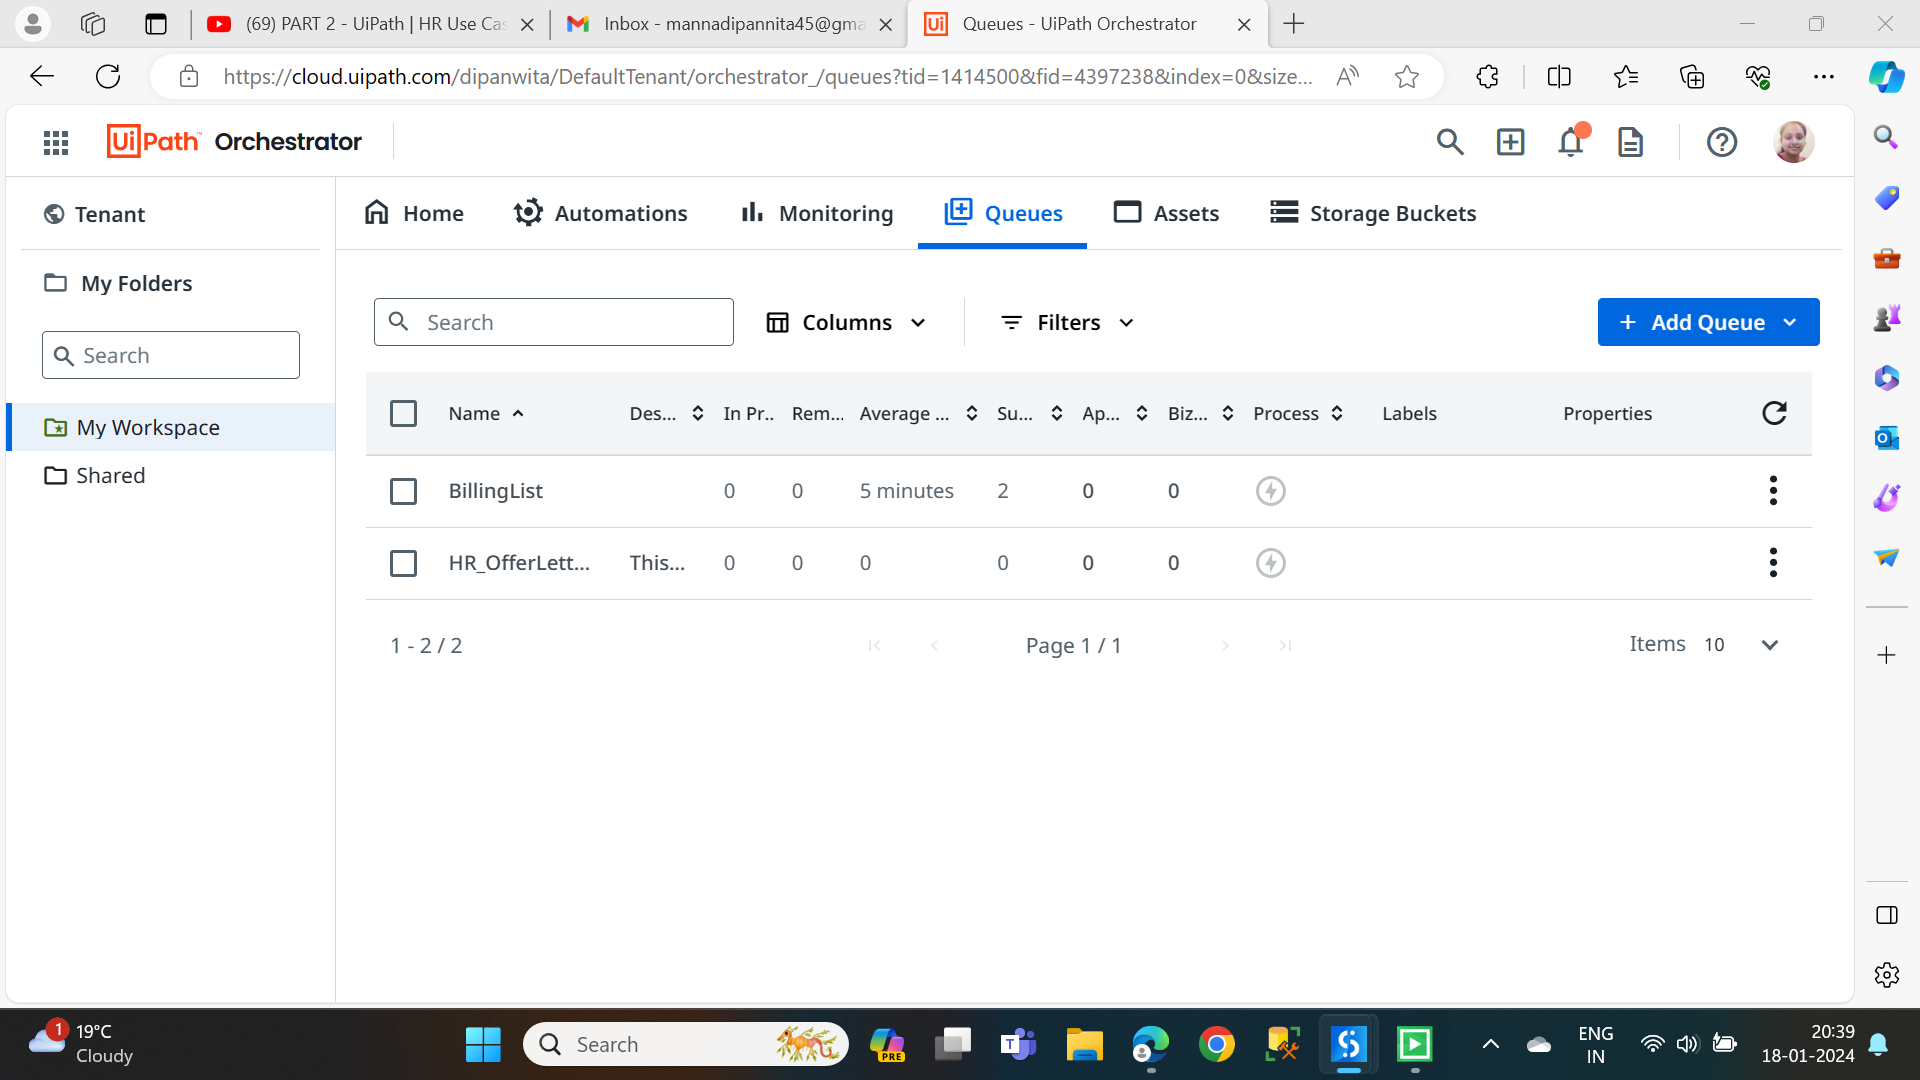 (69) PART 2 - UiPath | HR Use Cas
Inbox - mannadipannita45@gma
Queues - UiPath Orchestrator
https://cloud.uipath.com/dipanwita/DefaultTenant/orchestrator_/queues?tid=1414500&fid=4397238&index=0&size...
UiPath Orchestrator
Tenant
Home
Automations
Monitoring
Queues
Assets
Storage Buckets
My Folders
Search
My Workspace
Shared
Search
Columns
Filters
+ Add Queue
Name Des... In Pr.. Rem... Average ... Su... Ap... Biz... Process Labels Properties
BillingList 0 0 5 minutes 2 0 0
HR_OfferLett... This... 0 0 0 0 0 0
1 - 2 / 2
Page 1 / 1
Items 10
1
19°C
Cloudy
Search
PRE
ENG
IN
20:39
18-01-2024